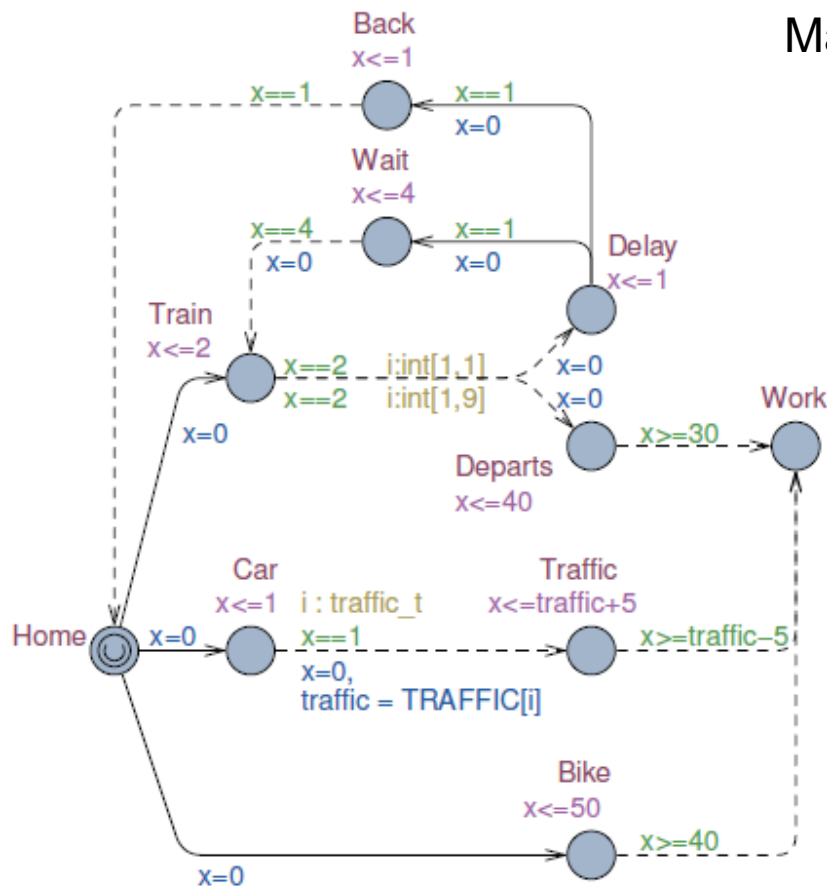 Ma
Back
x<=1
x==1
x==1
x=0
Wait
x<=4
x==4
x=0
x==1
x=0
Delay
x<=1
Train
x<=2
x==2
i:int[1,1]
x=0
x==2
i:int[1,9]
x=0
x=0
Work
Departs
x<=40
x>=30
Car
x<=1
i : traffic_t
x==1
x=0,
traffic = TRAFFIC[i]
Traffic
x<=traffic+5
x>=traffic−5
Home
x=0
Bike
x<=50
x>=40
x=0